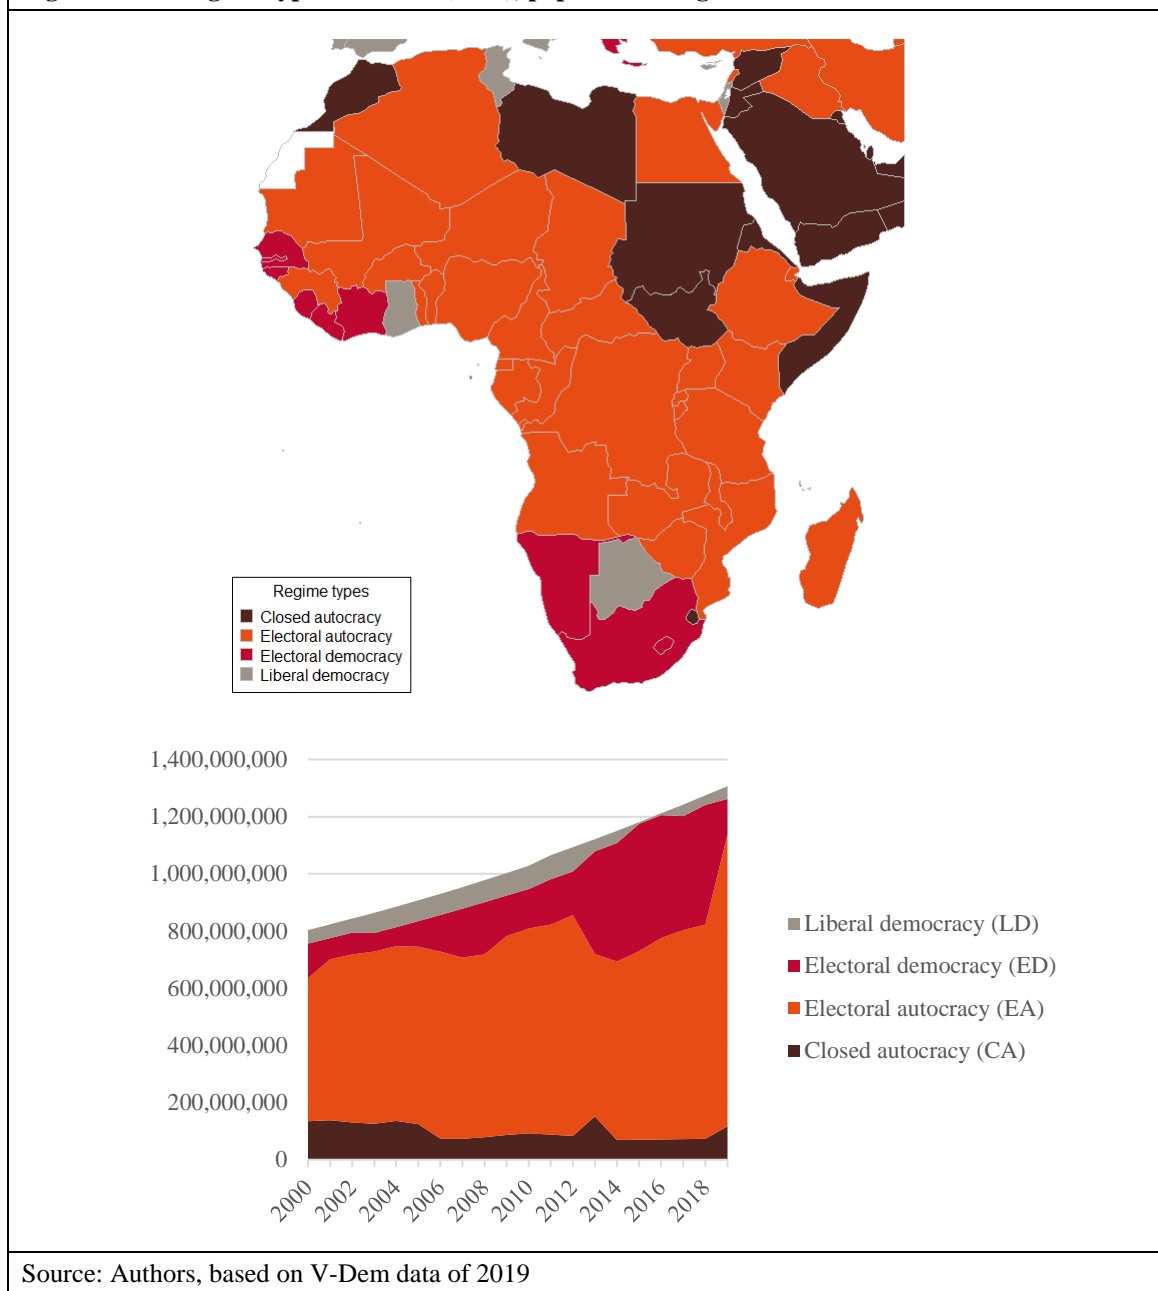 Regime types
Closed autocracy
Electoral autocracy
Electoral democracy
Liberal democracy
1,400,000,000
1,200,000,000
1,000,000,000
800,000,000
600,000,000
400,000,000
200,000,000
0
2000
2002
2004
2006
2008
2010
2012
2014
2016
2018
Liberal democracy (LD)
Electoral democracy (ED)
Electoral autocracy (EA)
Closed autocracy (CA)
Source: Authors, based on V-Dem data of 2019